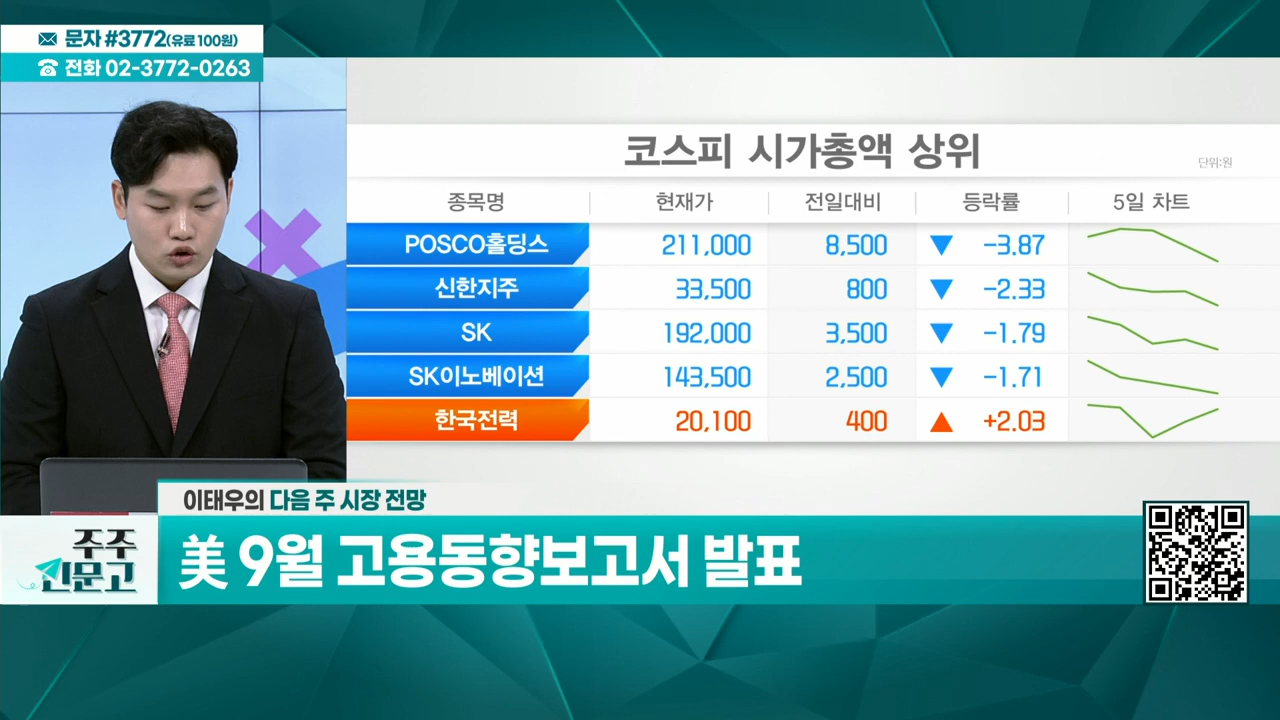 문자 #3772(유료 100원)
전화 02-3772-0263
코스피 시가총액 상위
단위:원
종목명 현재가 전일대비 등락률 5일 차트
POSCO홀딩스 211,000 8,500 ▼ -3.87
신한지주 33,500 800 ▼ -2.33
SK 192,000 3,500 ▼ -1.79
SK이노베이션 143,500 2,500 ▼ -1.71
한국전력 20,100 400 ▲ +2.03
이태우의 다음 주 시장 전망
주주
신문고
美 9월 고용동향보고서 발표